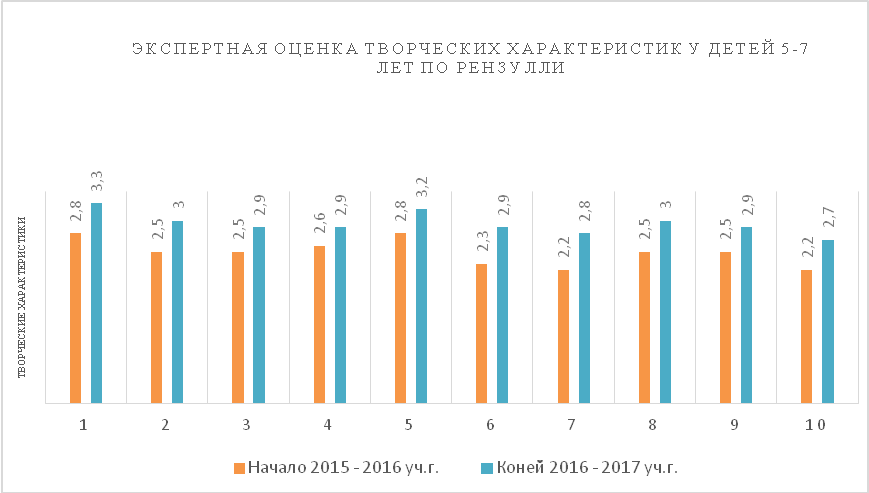 ЭКСПЕРТНАЯ ОЦЕНКА ТВОРЧЕСКИХ ХАРАКТЕРИСТИК У ДЕТЕЙ 5-7
ЛЕТ ПО РЕНЗУЛЛИ
ТВОРЧЕСКИЕ ХАРАКТЕРИСТИКИ
2,8 3,3 2,5 3 2,5 2,9 2,6 2,9 2,8 3,2 2,3 2,9 2,2 2,8 2,5 3 2,5 2,9 2,2 2,7
1 2 3 4 5 6 7 8 9 10
Начало 2015 - 2016 уч.г. Коней 2016 - 2017 уч.г.